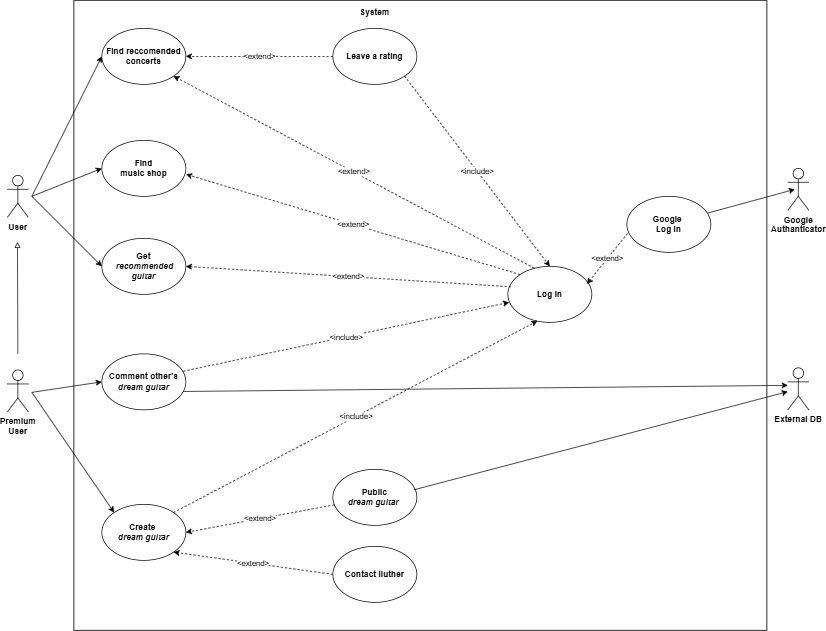 System
Find reccomended
concerts
<extend>
Leave a rating
<extend>
<include>
Find
music shop
<extend>
User
Google
Log in
Google
Authanticator
Get
recommended
guitar
<extend>
<extend>
Log in
<include>
Comment other's
dream guitar
Premium
User
<include>
External DB
Public
dream guitar
<extend>
Create
dream guitar
<extend>
Contact lluther